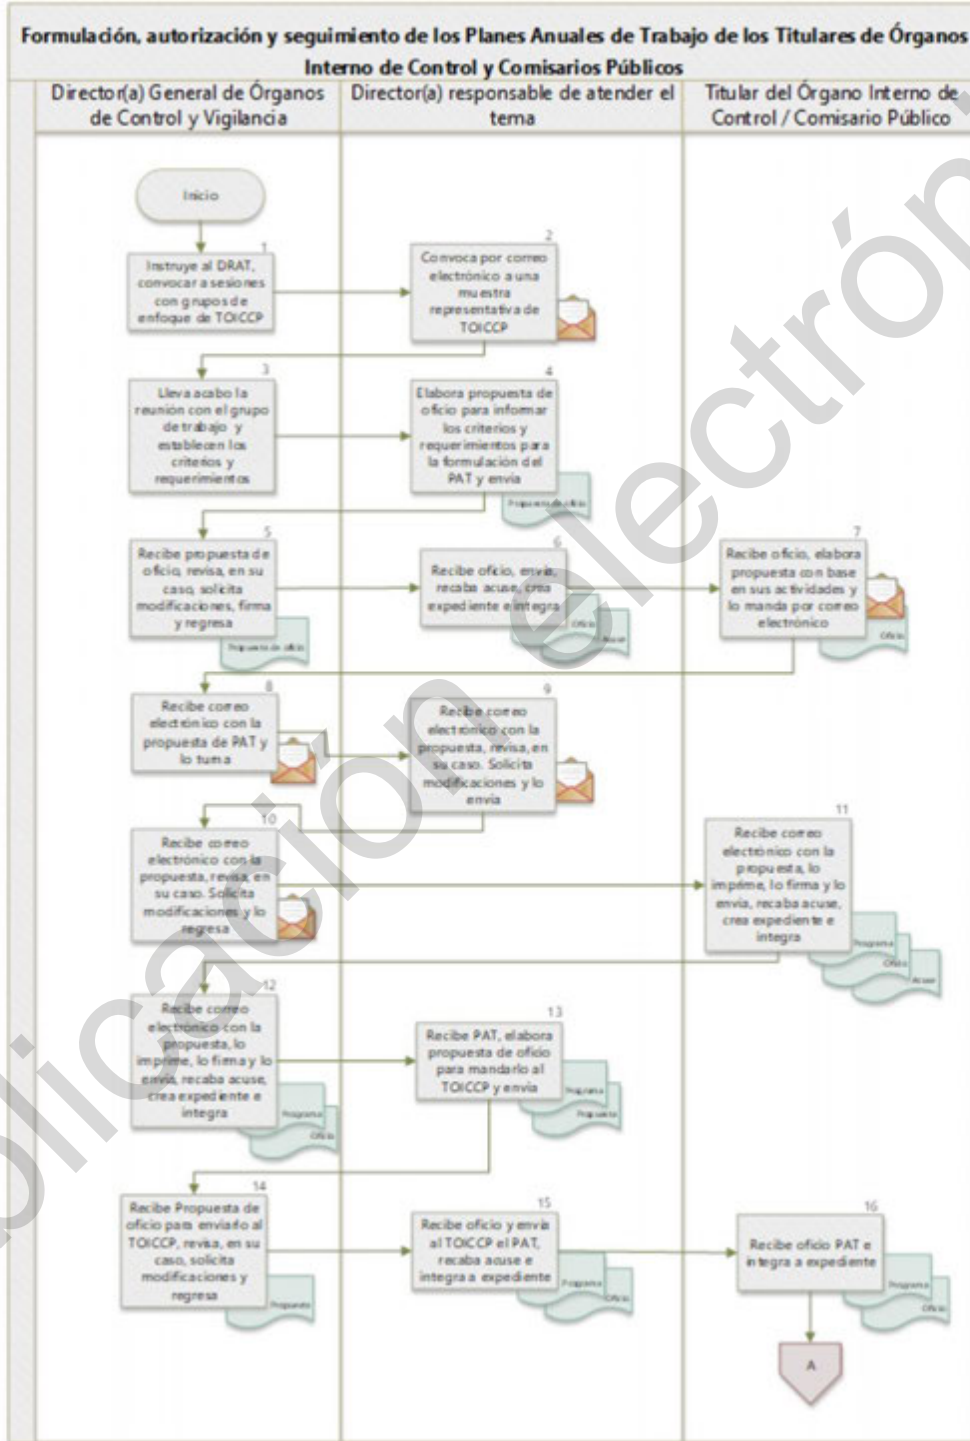 Formulación, autorización y seguimiento de los Planes Anuales de Trabajo de los Titulares de Órganos
Interno de Control y Comisarios Públicos
Director(a) General de Órganos
de Control y Vigilancia
Director(a) responsable de atender el
tema
Titular del Órgano Interno de
Control / Comisario Público
Inicio
1
Instruye al DRAT,
convocar a sesiones
con grupos de
enfoque de TOICCP
2
Convoca por correo
electrónico a una
muestra
representativa de
TOICCP
3
Lleva acabo la
reunión con el grupo
de trabajo y
establecen los
criterios y
requerimientos
4
Elabora propuesta de
oficio para informar
los criterios y
requerimientos para
la formulación del
PAT y envía
Propuesta de oficio
5
Recibe propuesta de
oficio, revisa, en su
caso, solicita
modificaciones, firma
y regresa
Propuesta de oficio
6
Recibe oficio, envía,
recaba acuse, crea
expediente e integra
Oficio
Acuse
7
Recibe oficio, elabora
propuesta con base
en sus actividades y
lo manda por correo
electrónico
Oficio
8
Recibe correo
electrónico con la
propuesta de PAT y
lo turna
9
Recibe correo
electrónico con la
propuesta, revisa, en
su caso. Solicita
modificaciones y lo
envía
10
Recibe correo
electrónico con la
propuesta, revisa, en
su caso. Solicita
modificaciones y lo
regresa
11
Recibe correo
electrónico con la
propuesta, lo
imprime, lo firma y lo
envía, recaba acuse,
crea expediente e
integra
Programa
Oficio
Acuse
12
Recibe correo
electrónico con la
propuesta, lo
imprime, lo firma y lo
envía, recaba acuse,
crea expediente e
integra
Programa
Oficio
13
Recibe PAT, elabora
propuesta de oficio
para mandarlo al
TOICCP y envía
Programa
Propuesta
14
Recibe Propuesta de
oficio para enviarlo al
TOICCP, revisa, en su
caso, solicita
modificaciones y
regresa
Propuesta
15
Recibe oficio y envía
al TOICCP el PAT,
recaba acuse e
integra a expediente
Programa
Oficio
16
Recibe oficio PAT e
integra a expediente
Programa
Oficio
A